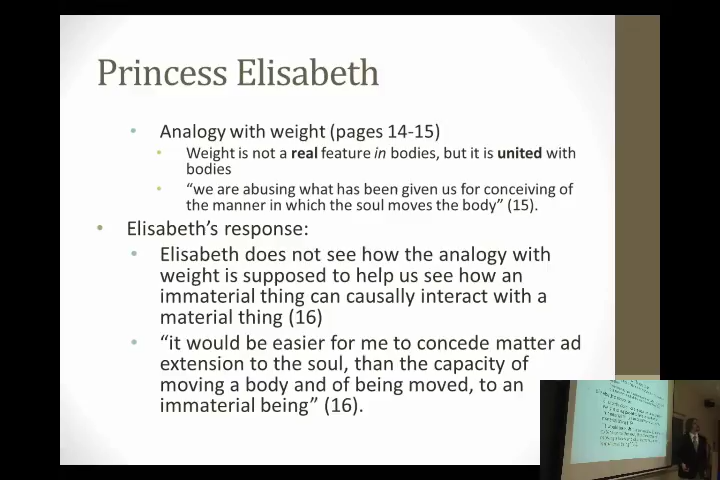 Princess Elisabeth
• Analogy with weight (pages 14-15)
• Weight is not a real feature in bodies, but it is united with
bodies
• “we are abusing what has been given us for conceiving of
the manner in which the soul moves the body” (15).
• Elisabeth’s response:
• Elisabeth does not see how the analogy with
weight is supposed to help us see how an
immaterial thing can causally interact with a
material thing (16)
• “it would be easier for me to concede matter ad
extension to the soul, than the capacity of
moving a body and of being moved, to an
immaterial being” (16).